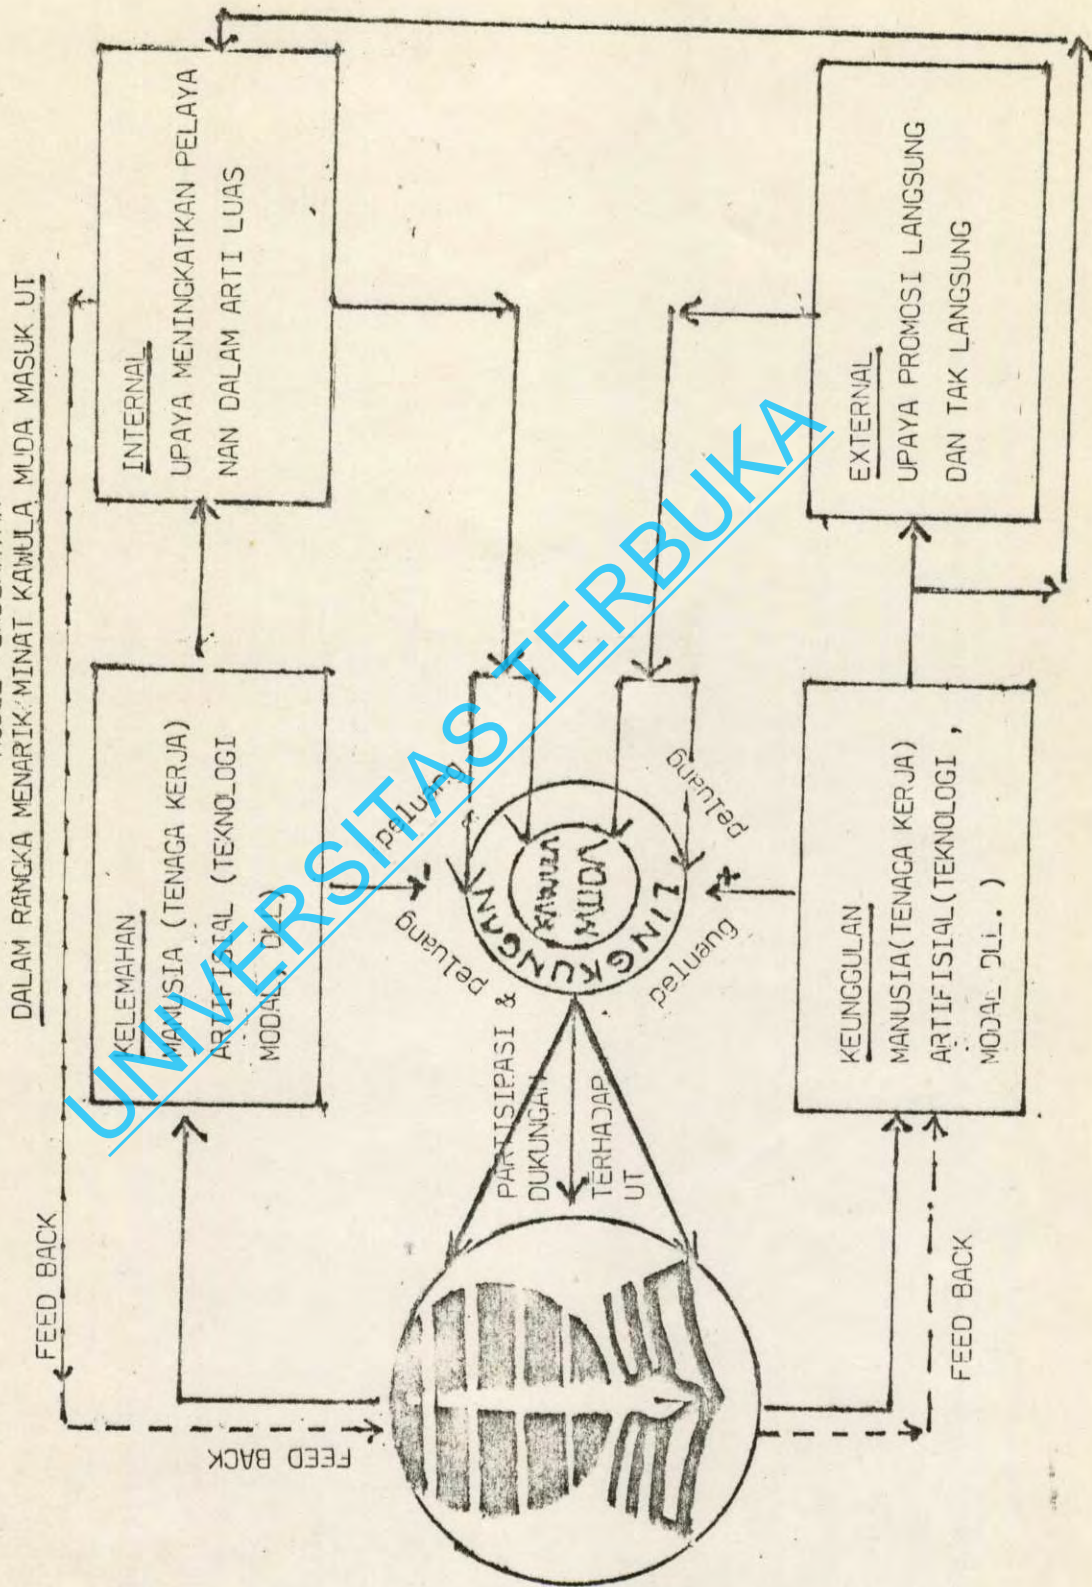 DALAM RANGKA MENARIK MINAT KAWULA MUDA MASUK UT
FEED BACK
FEED BACK
KELEMAHAN
MANUSIA (TENAGA KERJA)
ARTIFISIAL (TEKNOLOGI
MODAL, DLL)
INTERNAL
UPAYA MENINGKATKAN PELAYA
NAN DALAM ARTI LUAS
peluang
peluang
PARTISIPASI &
DUKUNGAN
TERHADAP
UT
LINGKUNGAN
KAWULA
MUDA
peluang
peluang
KEUNGGULAN
MANUSIA(TENAGA KERJA)
ARTIFISIAL(TEKNOLOGI,
MODAL DLL. )
EXTERNAL
UPAYA PROMOSI LANGSUNG
DAN TAK LANGSUNG
FEED BACK
UNIVERSITAS TERBUKA